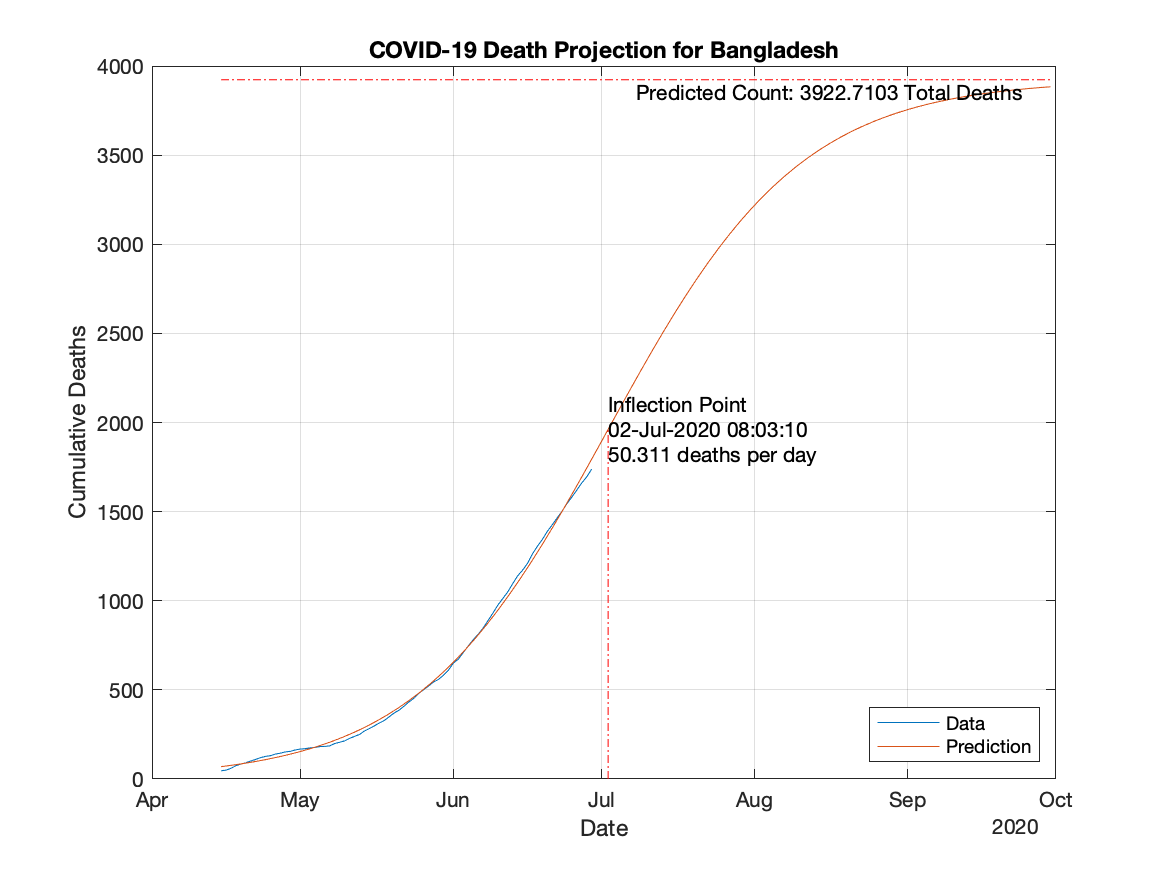 COVID-19 Death Projection for Bangladesh
4000
3500
3000
2500
2000
1500
1000
500
0
Cumulative Deaths
Predicted Count: 3922.7103 Total Deaths
Inflection Point
02-Jul-2020 08:03:10
50.311 deaths per day
Data
Prediction
Apr May Jun Jul Aug Sep Oct
Date
2020